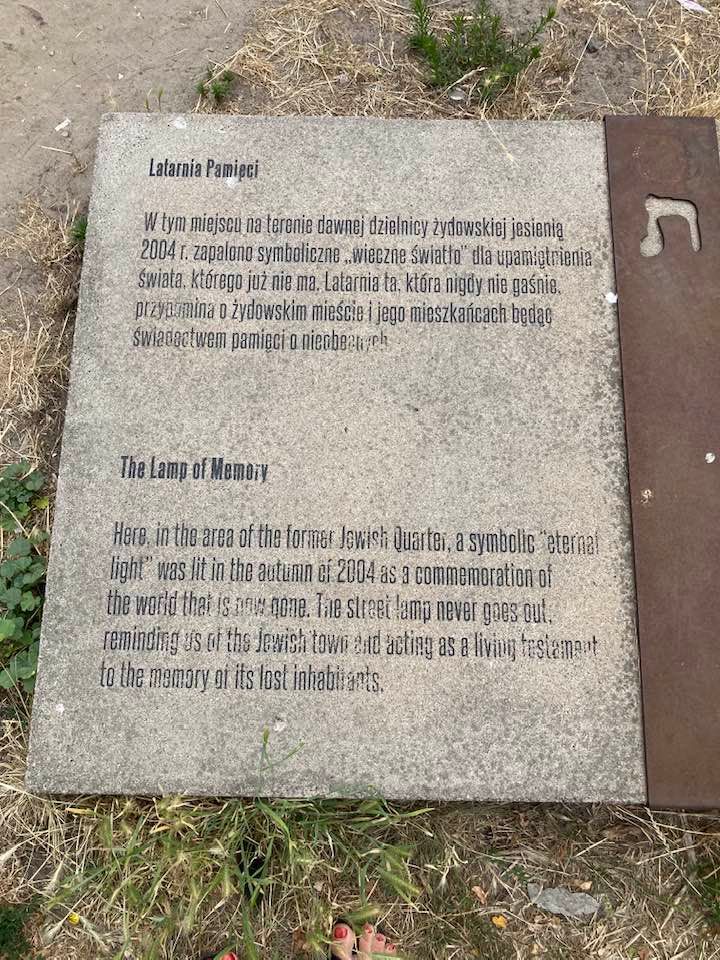 Latarnia Pamięci
W tym miejscu na terenie dawnej dzielnicy żydowskiej jesienią
2004 r. zapalono symboliczne „wieczne światło” dla upamiętnienia
świata, którego już nie ma. Latarnia ta, która nigdy nie gaśnie,
przypomina o żydowskim mieście i jego mieszkańcach będąc
świadectwem pamięci o nieobecnych.
The Lamp of Memory
Here, in the area of the former Jewish Quarter, a symbolic “eternal
light” was lit in the autumn of 2004 as a commemoration of
the world that is now gone. The street lamp never goes out,
reminding us of the Jewish town and acting as a living testament
to the memory of its lost inhabitants.
ת